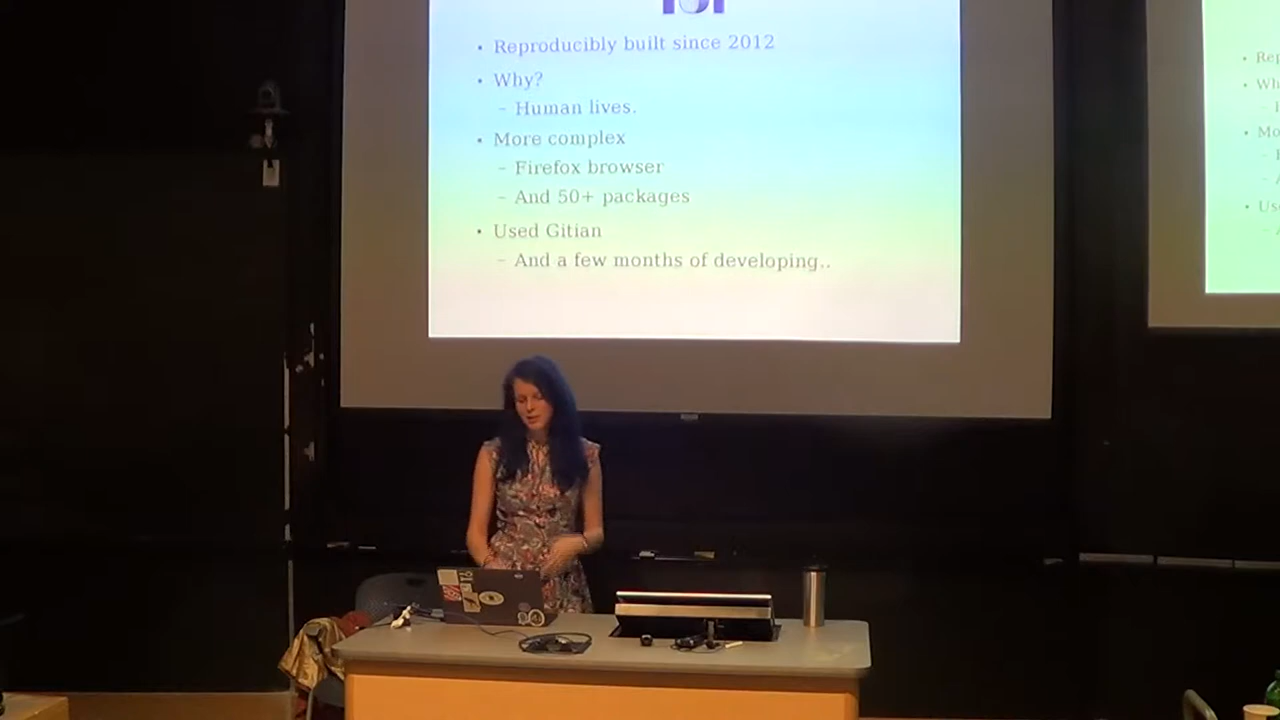 • Reproducibly built since 2012
• Why?
– Human lives.
• More complex
– Firefox browser
– And 50+ packages
• Used Gitian
– And a few months of developing..